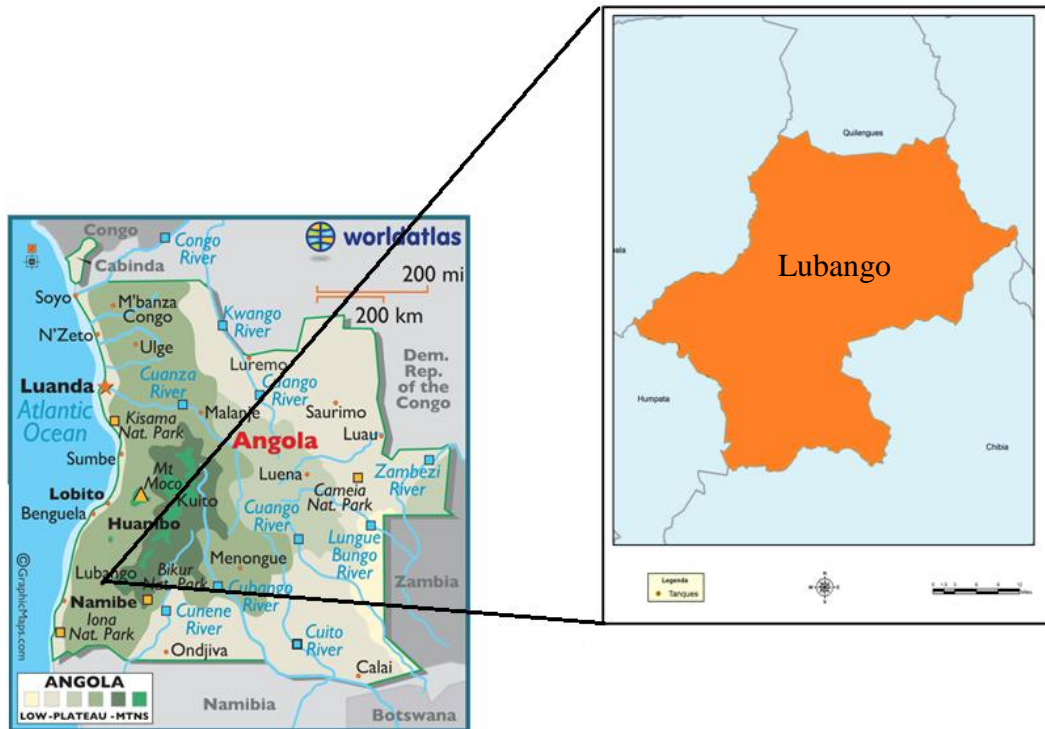 Congo
Cabinda
Congo
River
worldatlas
200 mi
200 km
Soyo
M'banza
Congo
Kwango
River
N'Zeto
Ulge
Luremo
Dem.
Rep.
of the
Congo
Cuanza
River
Cuango
River
Luanda
Atlantic
Ocean
Malanje
Saurimo
Kisama
Nat. Park
Angola
Luau
Sumbe
Mt
Moco
Luena
Zambezi
River
Cameia
Nat. Park
Lobito
Benguela
Kuito
Huambo
Cuango
River
Lungue
Bungo
River
Menongue
Lubango
Bikur
Nat. Park
Cubango
River
Zambia
Namibe
Iona
Nat. Park
Cunene
River
Cuito
River
Ondjiva
Calai
©GraphicMaps.com
ANGOLA
LOW-PLATEAU-MTNS
Namibia
Botswana
Quilengues
Lubango
Humpata
Chibia
Legenda
Tanques
N
W
E
S